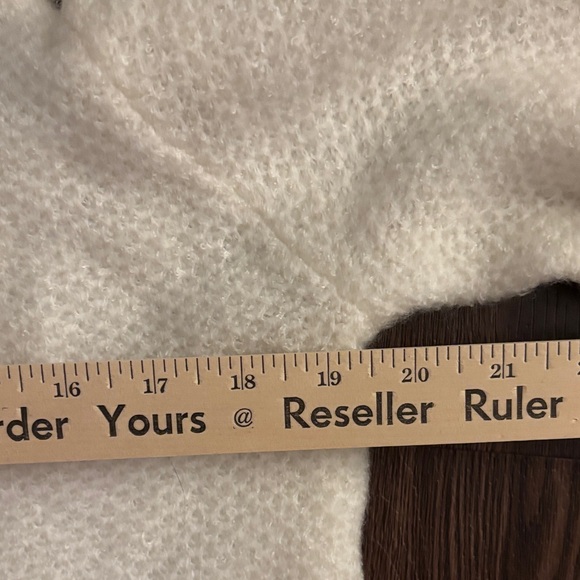 16 17 18 19 20 21
rder Yours @ Reseller Ruler